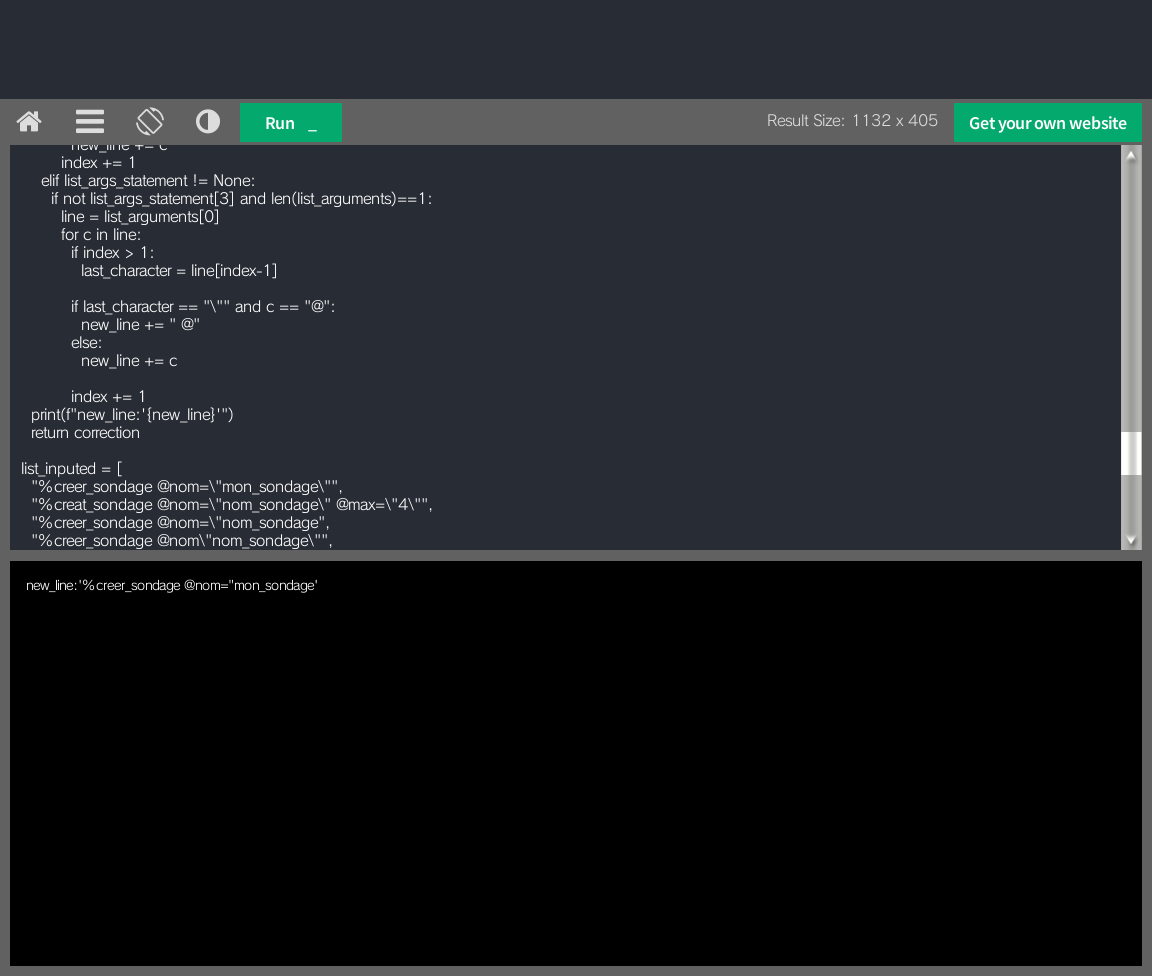 Run _
Result Size: 1132 x 405
Get your own website
new_line += c
index += 1
elif list_args_statement != None:
if not list_args_statement[3] and len(list_arguments)==1:
line = list_arguments[0]
for c in line:
if index > 1:
last_character = line[index-1]
if last_character == "\"" and c == "@":
new_line += " @"
else:
new_line += c
index += 1
print(f"new_line:'{new_line}'")
return correction
list_inputed = [
"%creer_sondage @nom=\"mon_sondage\"",
"%creat_sondage @nom=\"nom_sondage\" @max=\"4\"",
"%creer_sondage @nom=\"nom_sondage",
"%creer_sondage @nom\"nom_sondage\"",
new_line:'%creer_sondage @nom="mon_sondage'